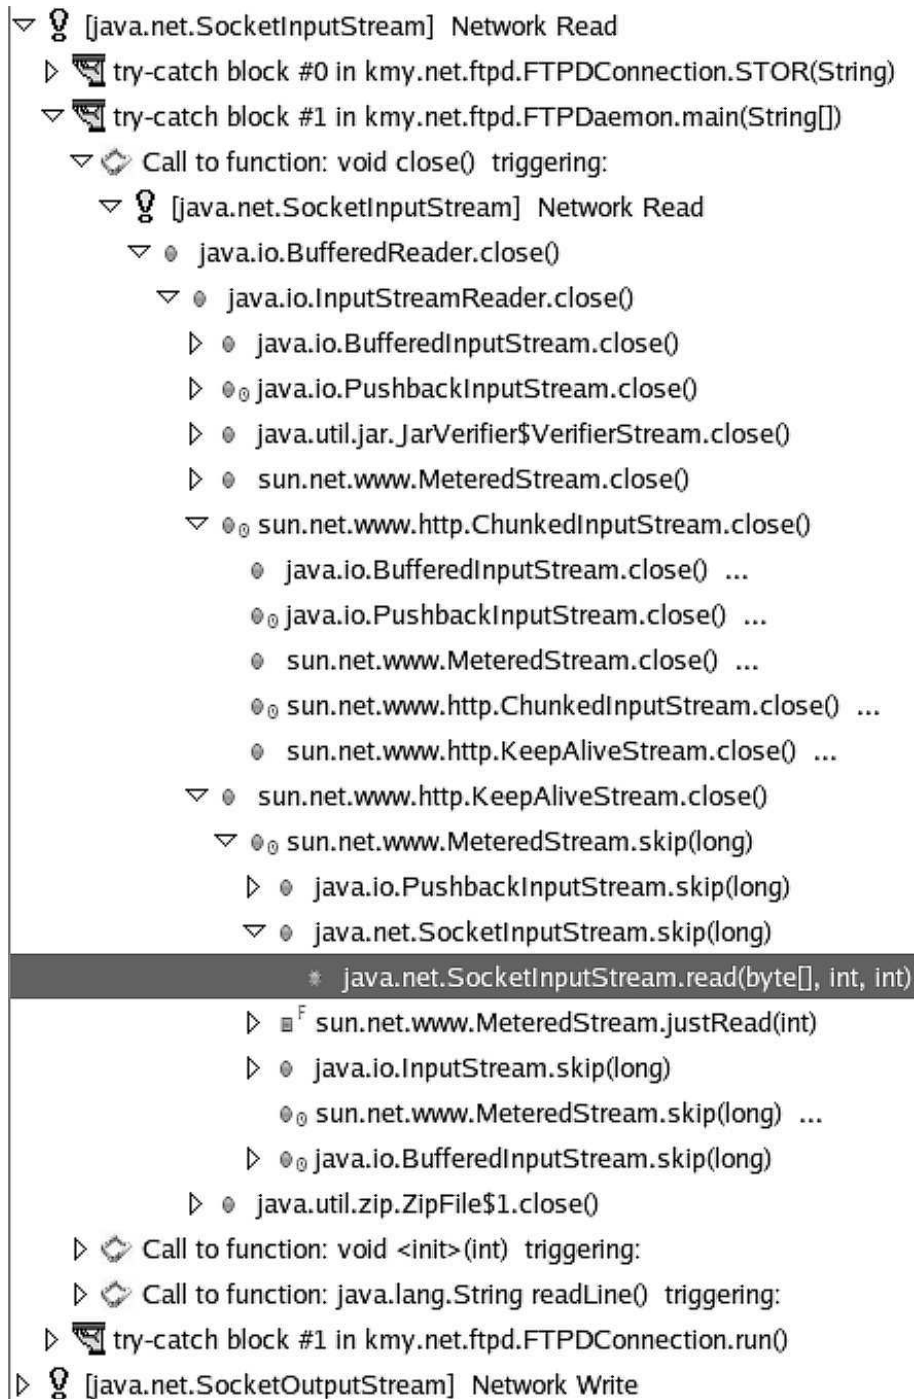 [java.net.SocketInputStream] Network Read
try-catch block #0 in kmy.net.ftpd.FTPDConnection.STOR(String)
try-catch block #1 in kmy.net.ftpd.FTPDaemon.main(String[])
Call to function: void close() triggering:
[java.net.SocketInputStream] Network Read
java.io.BufferedReader.close()
java.io.InputStreamReader.close()
java.io.BufferedInputStream.close()
java.io.PushbackInputStream.close()
java.util.jar.JarVerifier$VerifierStream.close()
sun.net.www.MeteredStream.close()
sun.net.www.http.ChunkedInputStream.close()
java.io.BufferedInputStream.close() ...
java.io.PushbackInputStream.close() ...
sun.net.www.MeteredStream.close() ...
sun.net.www.http.ChunkedInputStream.close() ...
sun.net.www.http.KeepAliveStream.close() ...
sun.net.www.http.KeepAliveStream.close()
sun.net.www.MeteredStream.skip(long)
java.io.PushbackInputStream.skip(long)
java.net.SocketInputStream.skip(long)
java.net.SocketInputStream.read(byte[], int, int)
F sun.net.www.MeteredStream.justRead(int)
java.io.InputStream.skip(long)
sun.net.www.MeteredStream.skip(long) ...
java.io.BufferedInputStream.skip(long)
java.util.zip.ZipFile$1.close()
Call to function: void <init>(int) triggering:
Call to function: java.lang.String readLine() triggering:
try-catch block #1 in kmy.net.ftpd.FTPDConnection.run()
[java.net.SocketOutputStream] Network Write